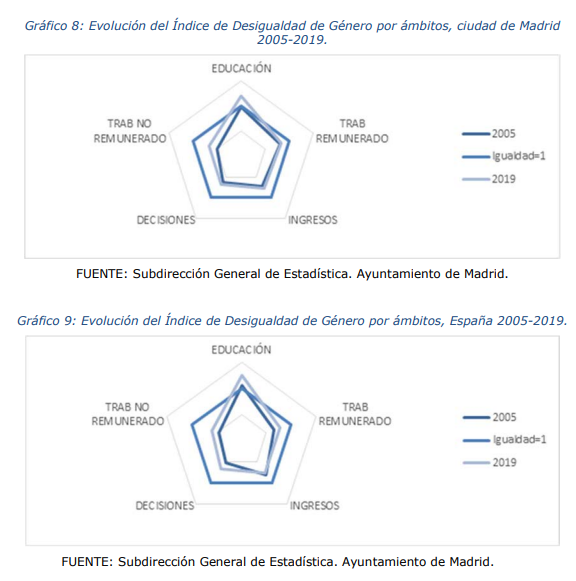 Gráfico 8: Evolución del Índice de Desigualdad de Género por ámbitos, ciudad de Madrid
2005-2019.
EDUCACIÓN
TRAB NO
REMUNERADO
TRAB
REMUNERADO
2005
Igualdad=1
2019
DECISIONES
INGRESOS
FUENTE: Subdirección General de Estadística. Ayuntamiento de Madrid.
Gráfico 9: Evolución del Índice de Desigualdad de Género por ámbitos, España 2005-2019.
EDUCACIÓN
TRAB NO
REMUNERADO
TRAB
REMUNERADO
2005
Igualdad=1
2019
DECISIONES
INGRESOS
FUENTE: Subdirección General de Estadística. Ayuntamiento de Madrid.